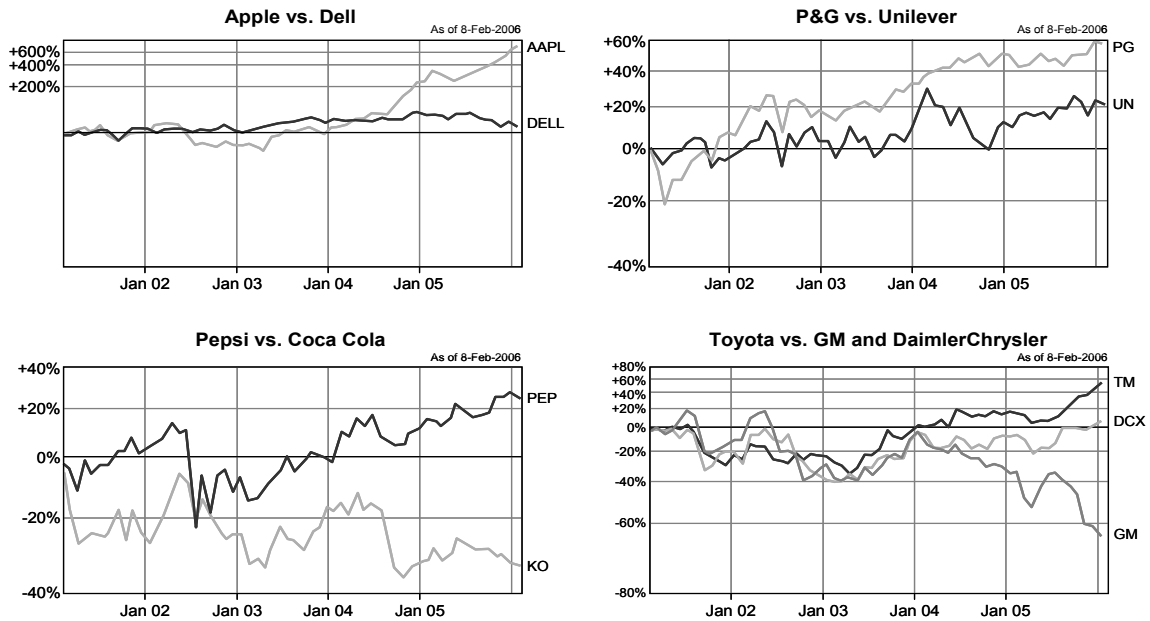 Apple vs. Dell
As of 8-Feb-2006
+600%
+400%
+200%
AAPL
DELL
Jan 02 Jan 03 Jan 04 Jan 05
P&G vs. Unilever
As of 8-Feb-2006
+60%
+40%
+20%
0%
-20%
-40%
PG
UN
Jan 02 Jan 03 Jan 04 Jan 05
Pepsi vs. Coca Cola
As of 8-Feb-2006
+40%
+20%
0%
-20%
-40%
PEP
KO
Jan 02 Jan 03 Jan 04 Jan 05
Toyota vs. GM and DaimlerChrysler
As of 8-Feb-2006
+80%
+60%
+40%
+20%
0%
-20%
-40%
-60%
-80%
TM
DCX
GM
Jan 02 Jan 03 Jan 04 Jan 05